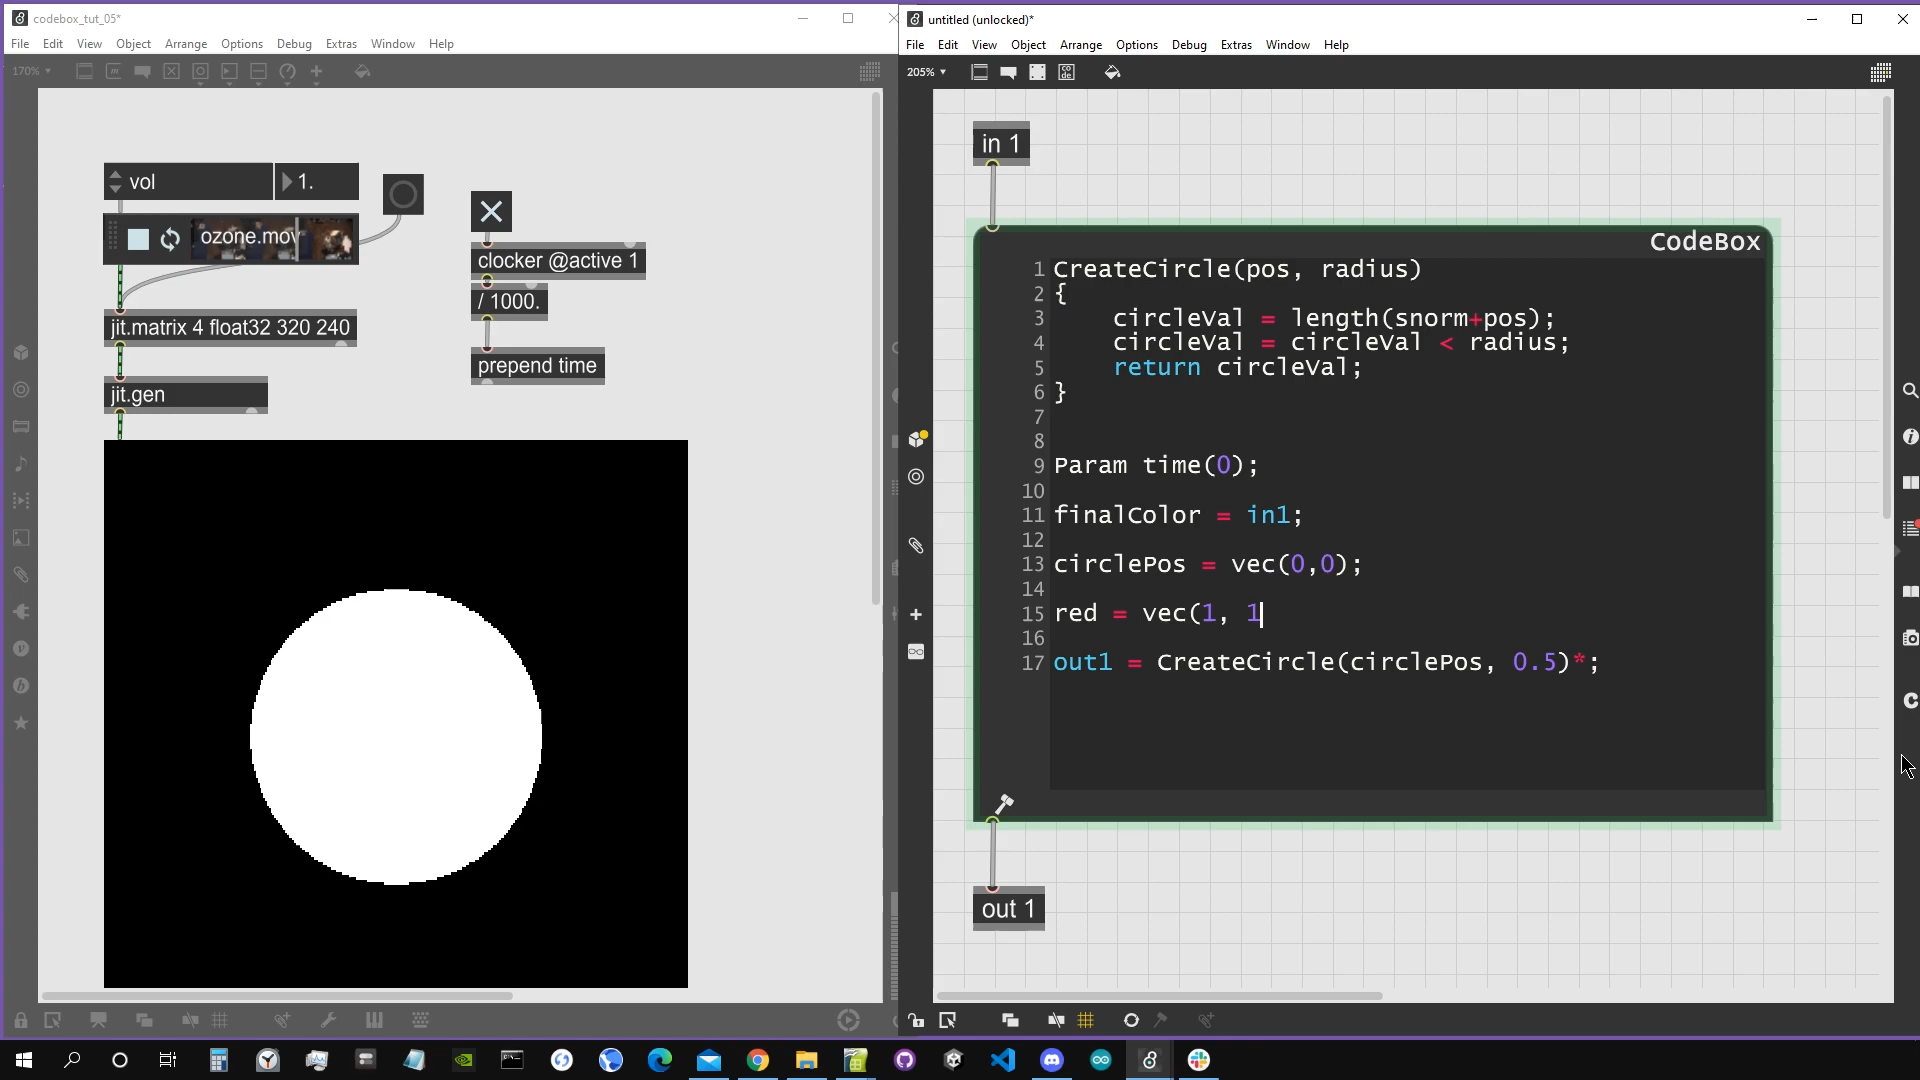 codebox_tut_05*
File Edit View Object Arrange Options Debug Extras Window Help
170%
vol
1.
ozone.mov
clocker @active 1
/ 1000.
jit.matrix 4 float32 320 240
prepend time
jit.gen
untitled (unlocked)*
File Edit View Object Arrange Options Debug Extras Window Help
205%
in 1
CodeBox
1 CreateCircle(pos, radius)
2 {
3 circleVal = length(snorm+pos);
4 circleVal = circleVal < radius;
5 return circleVal;
6 }
7
8
9 Param time(0);
10
11 finalColor = in1;
12
13 circlePos = vec(0,0);
14
15 red = vec(1, 1
16
17 out1 = CreateCircle(circlePos, 0.5)*;
out 1